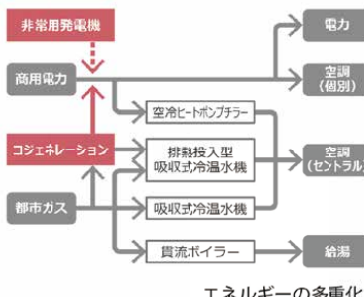 非常用発電機
電力
商用電力
空調
(個別)
空冷ヒートポンプチラー
コジェネレーション
排熱投入型
吸収式冷温水機
空調
(セントラル)
都市ガス
吸収式冷温水機
貫流ボイラー
給湯
エネルギーの多重化